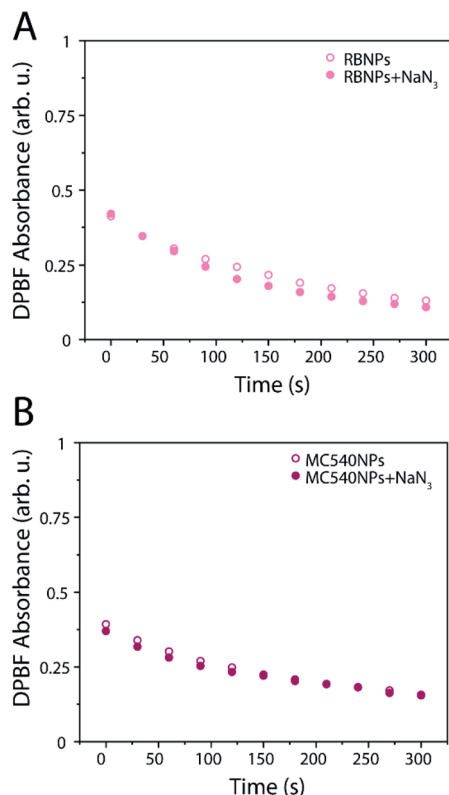 A
1
0.75
0.5
0.25
0
DPBF Absorbance (arb. u.)
RBNPs
RBNPs+NaN₃
0 50 100 150 200 250 300
Time (s)
B
1
0.75
0.5
0.25
0
DPBF Absorbance (arb. u.)
MC540NPs
MC540NPs+NaN₃
0 50 100 150 200 250 300
Time (s)